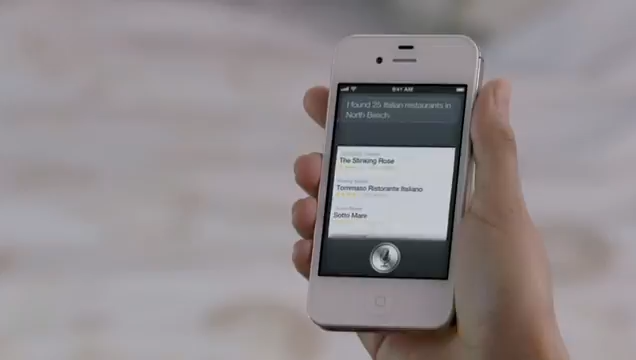 9:41 AM
I found 25 Italian restaurants in
North Beach
The Stinking Rose
Tommaso Ristorante Italiano
Sotto Mare